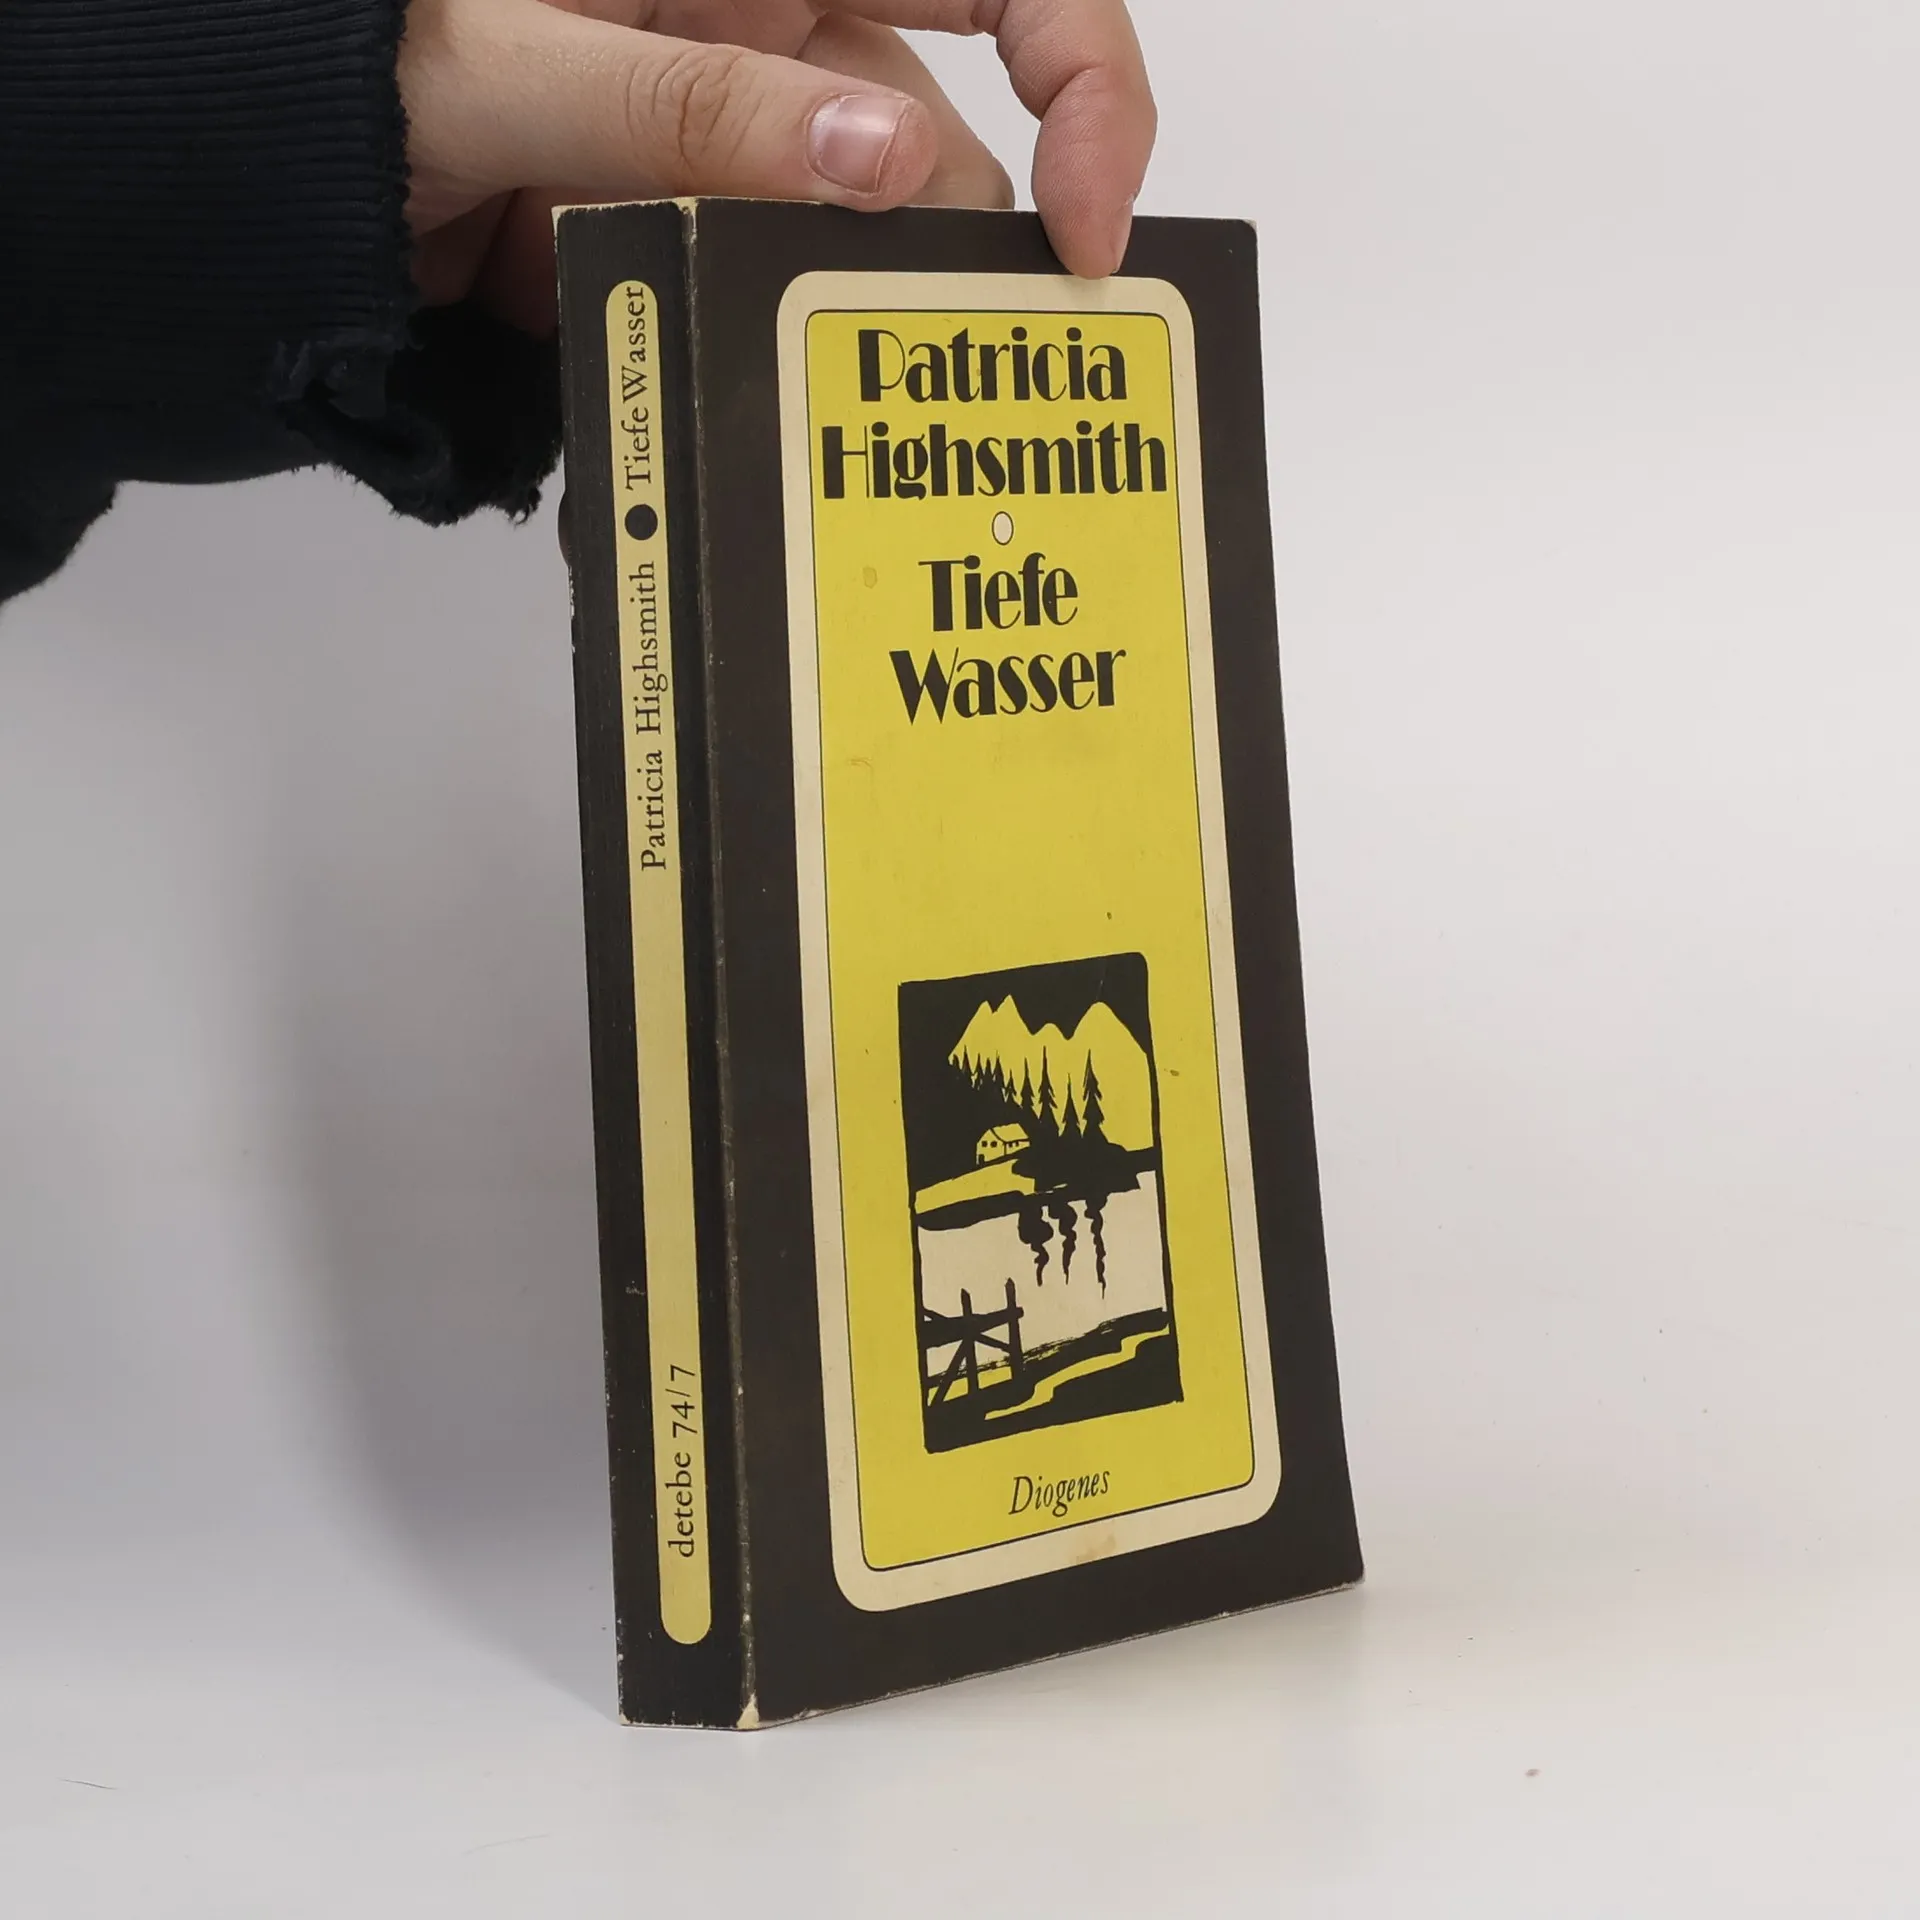 Patricia Highsmith ● Tiefe Wasser
detebe 74/7
Patricia
Highsmith
Tiefe
Wasser
Diogenes